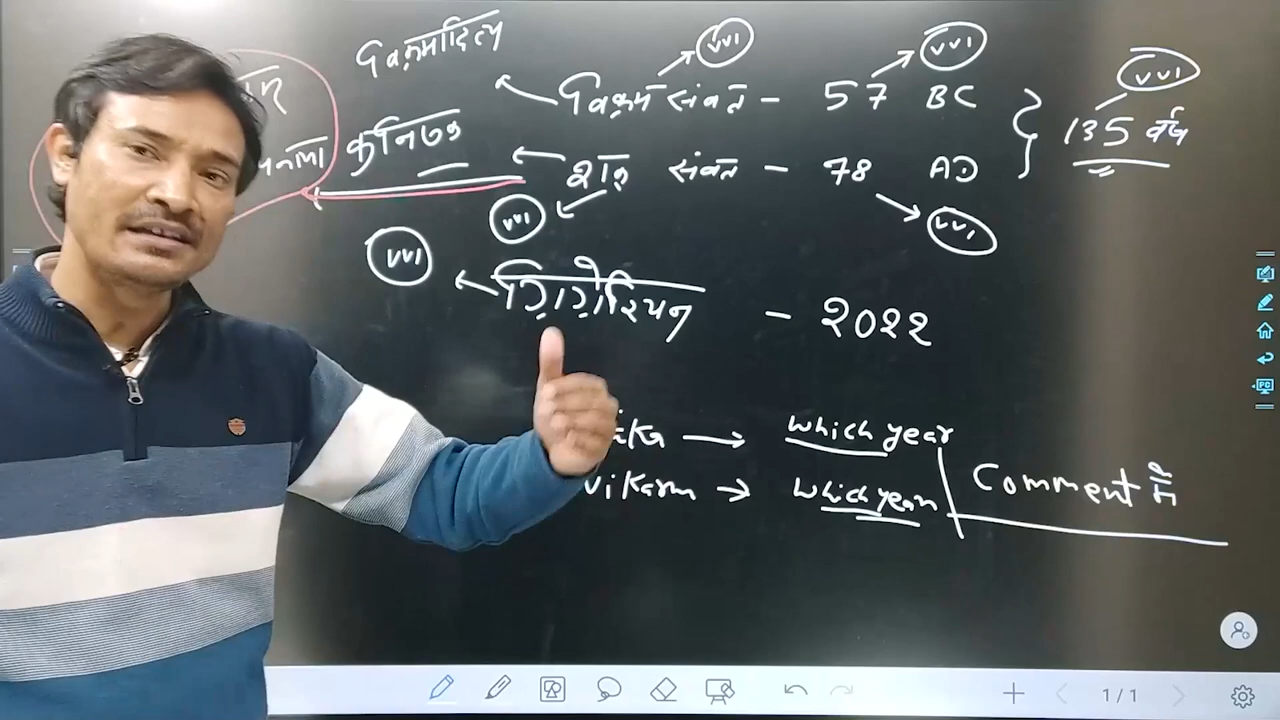 विक्रमादित्य
vvi
vvi
विक्रम संवत - 57 BC
vvi
135 वर्ष
कनिष्क
शक संवत - 78 AD
vvi
vvi
vvi
ग्रिगोरियन - 2022
which year
vikram → which year
Comment में
1/1